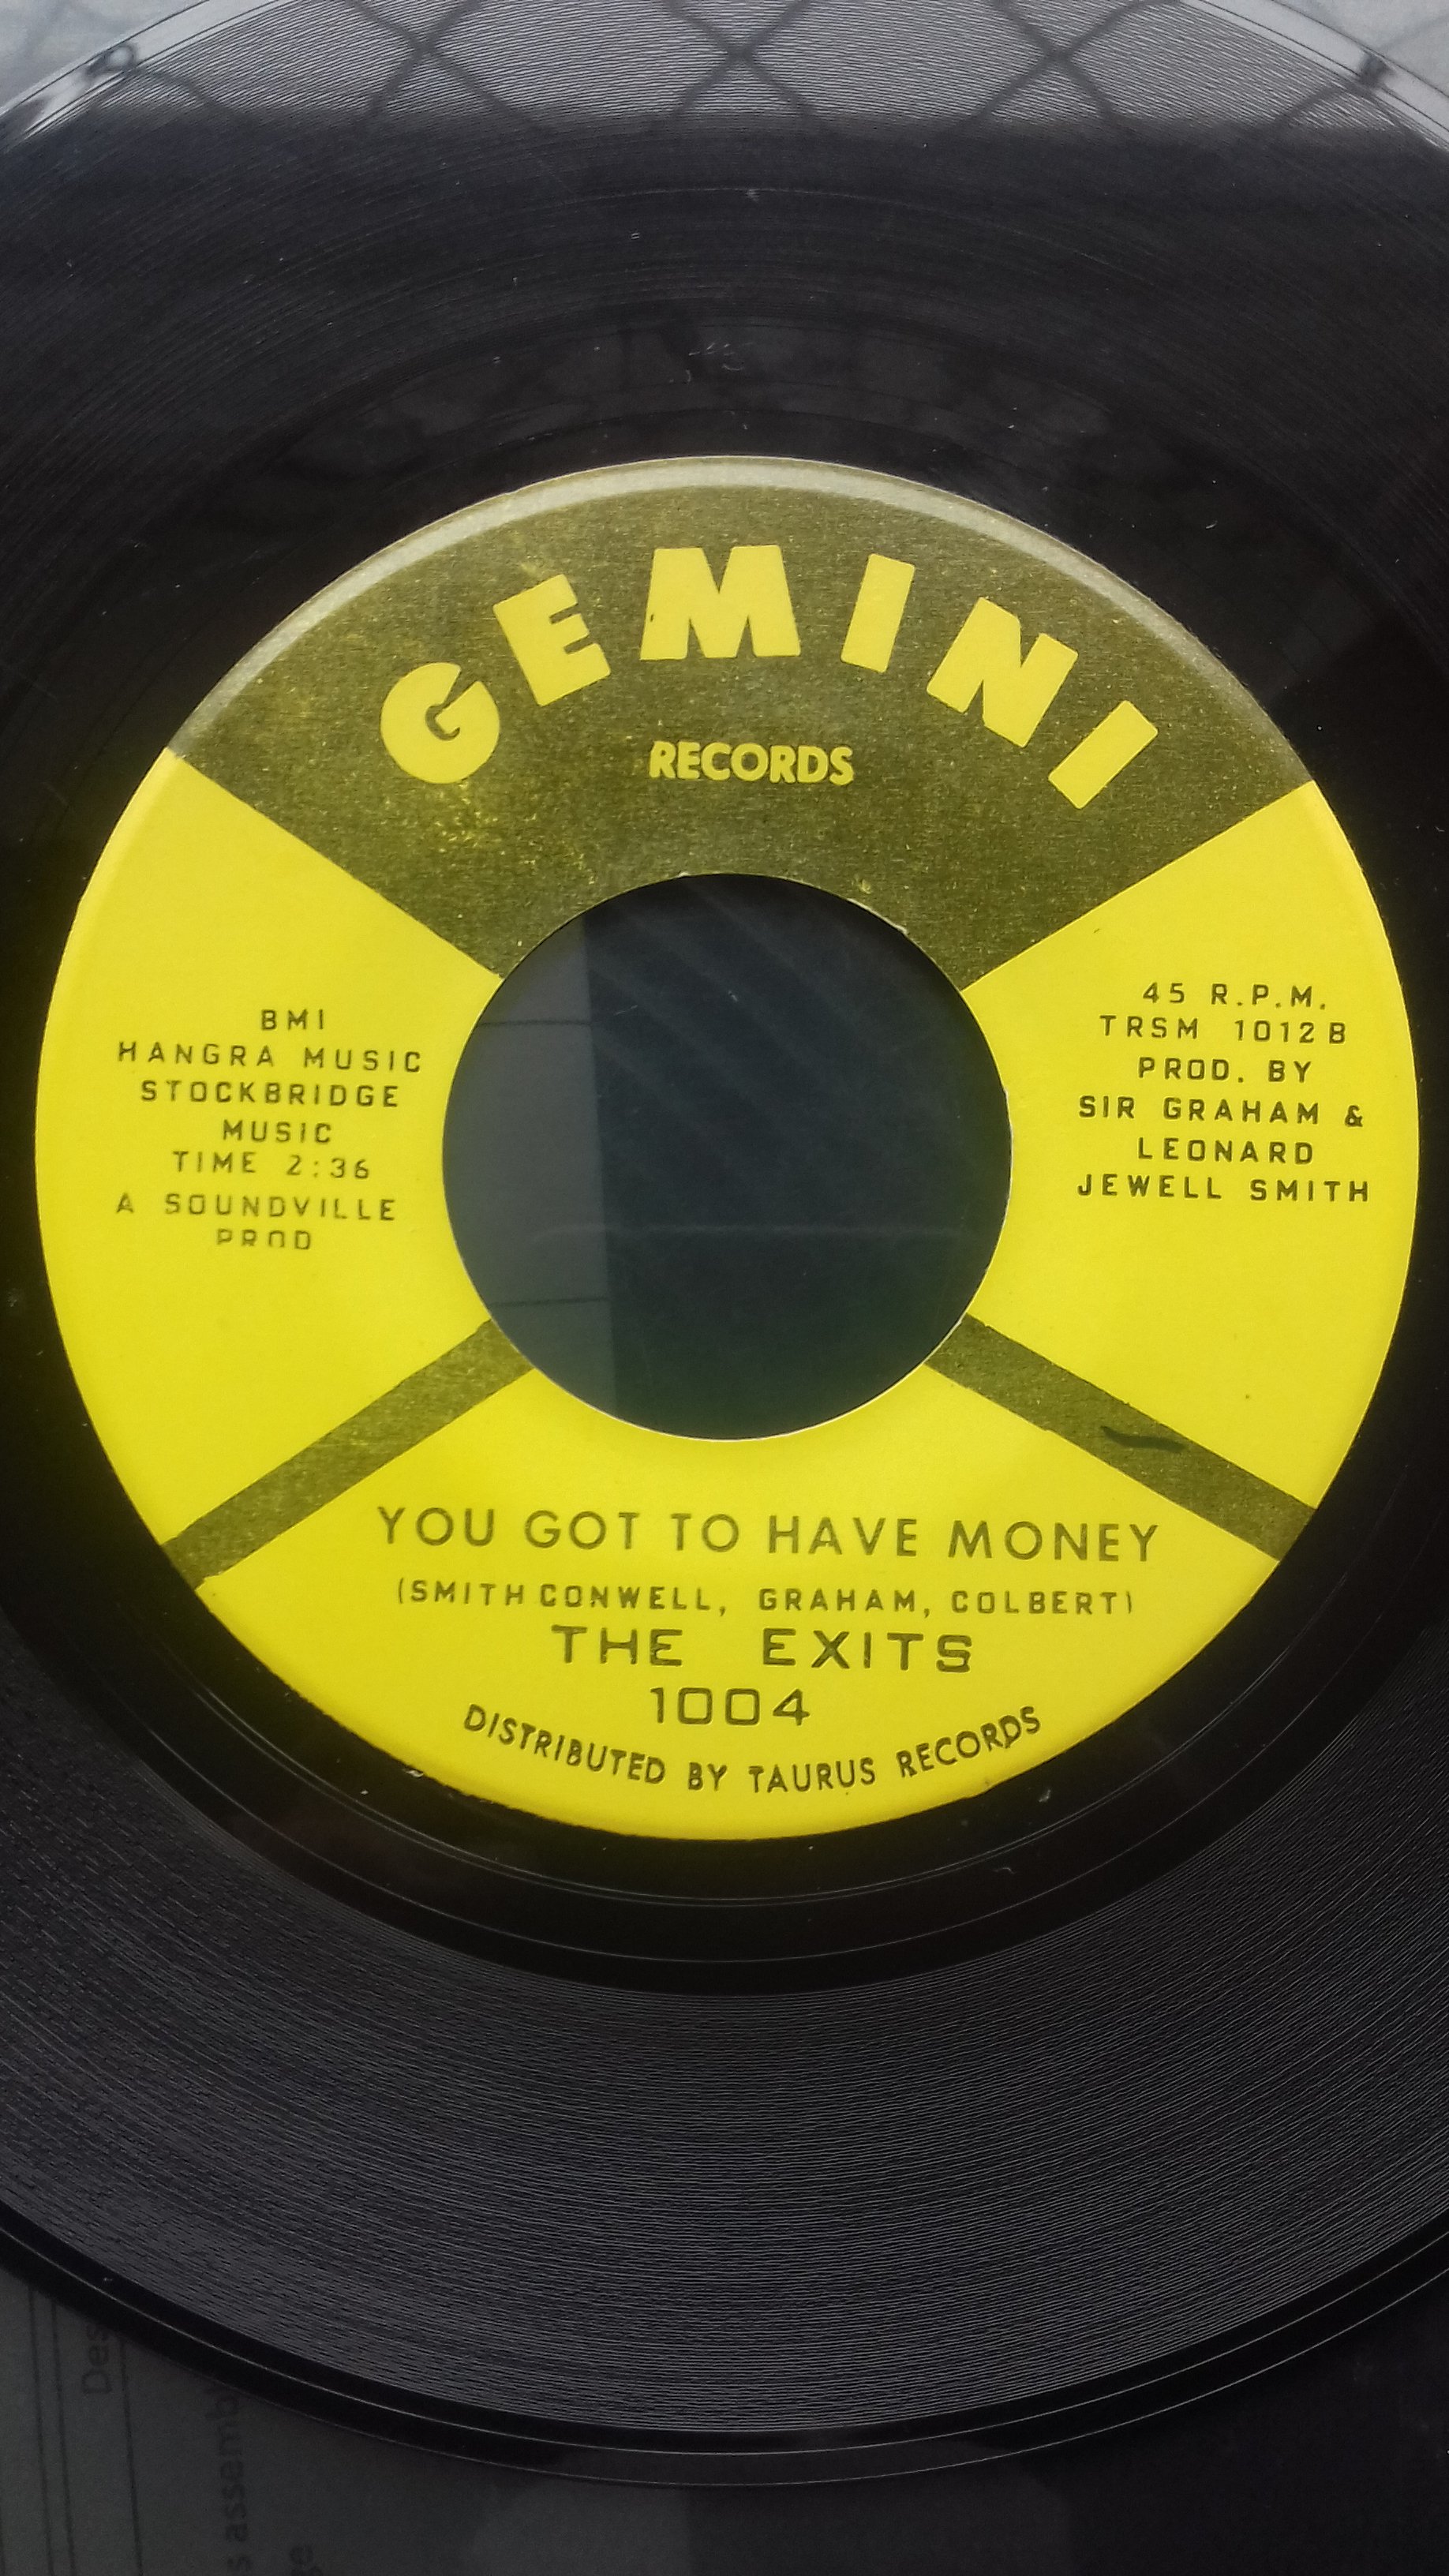 GEMINI
RECORDS
BMI
HANGRA MUSIC
STOCKBRIDGE
MUSIC
TIME 2:36
A SOUNDVILLE
PROD
45 R.P.M.
TRSM 1012B
PROD. BY
SIR GRAHAM &
LEONARD
JEWELL SMITH
YOU GOT TO HAVE MONEY
(SMITH CONWELL, GRAHAM, COLBERT)
THE EXITS
1004
DISTRIBUTED BY TAURUS RECORDS